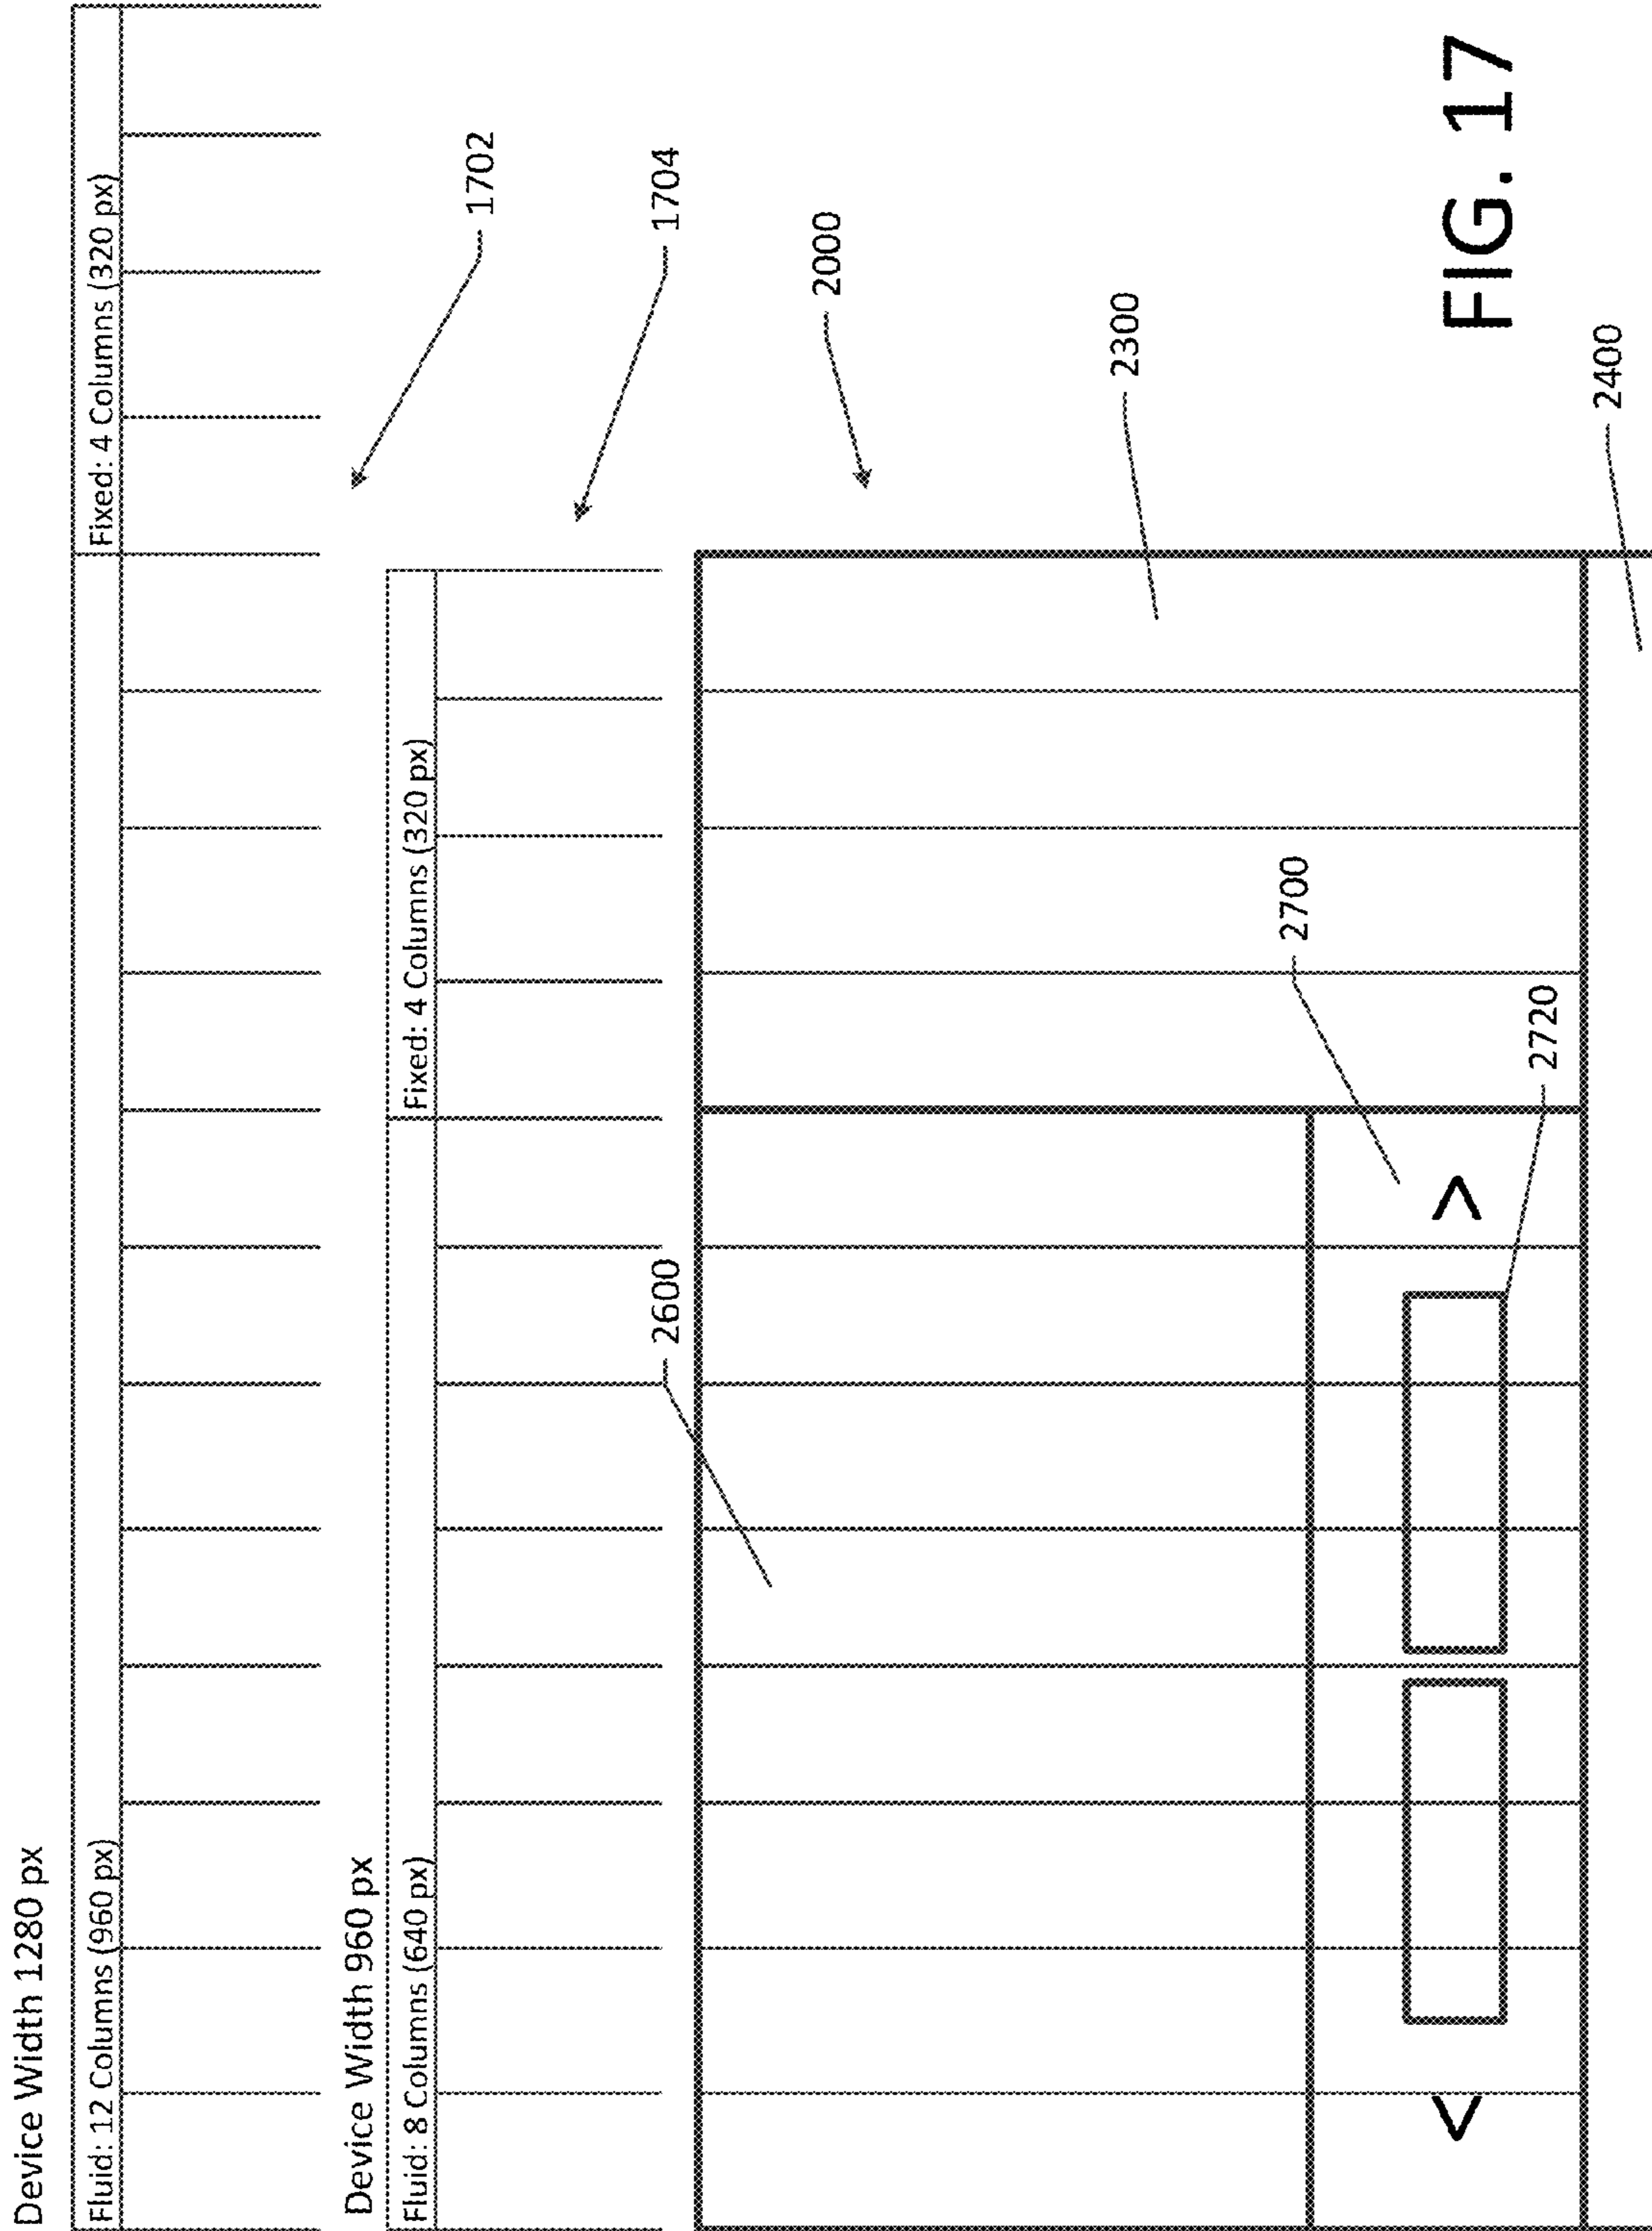 Device Width 1280 px
Fluid: 12 Columns (960 px)
Fixed: 4 Columns (320 px)
1702
Device Width 960 px
Fluid: 8 Columns (640 px)
Fixed: 4 Columns (320 px)
1704
2600
2000
2300
2700
<
>
2720
FIG. 17
2400